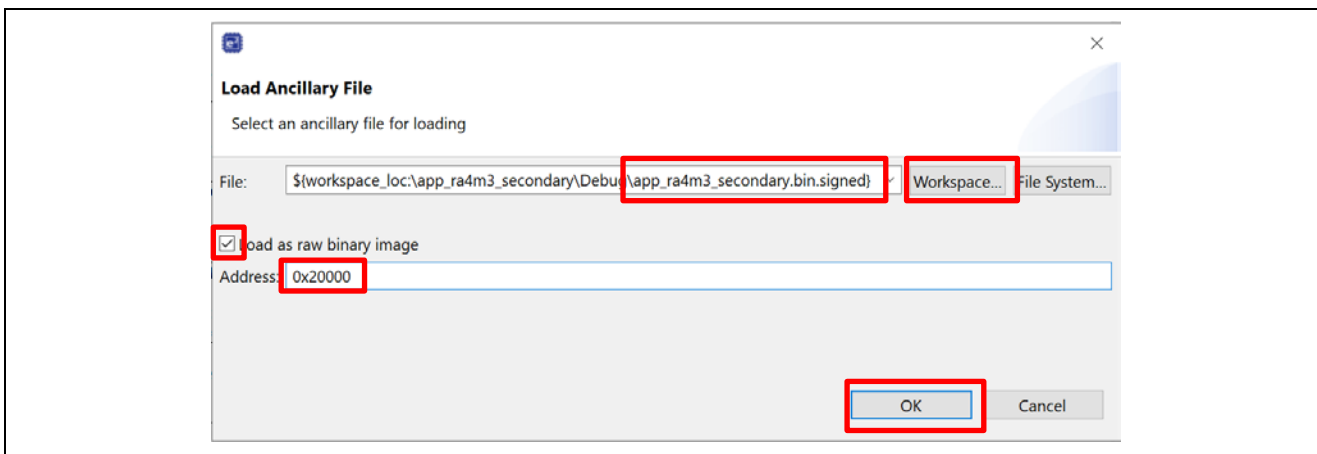 Load Ancillary File
Select an ancillary file for loading
File: ${workspace_loc:\app_ra4m3_secondary\Debug\app_ra4m3_secondary.bin.signed} Workspace... File System...
Load as raw binary image
Address: 0x20000
OK Cancel